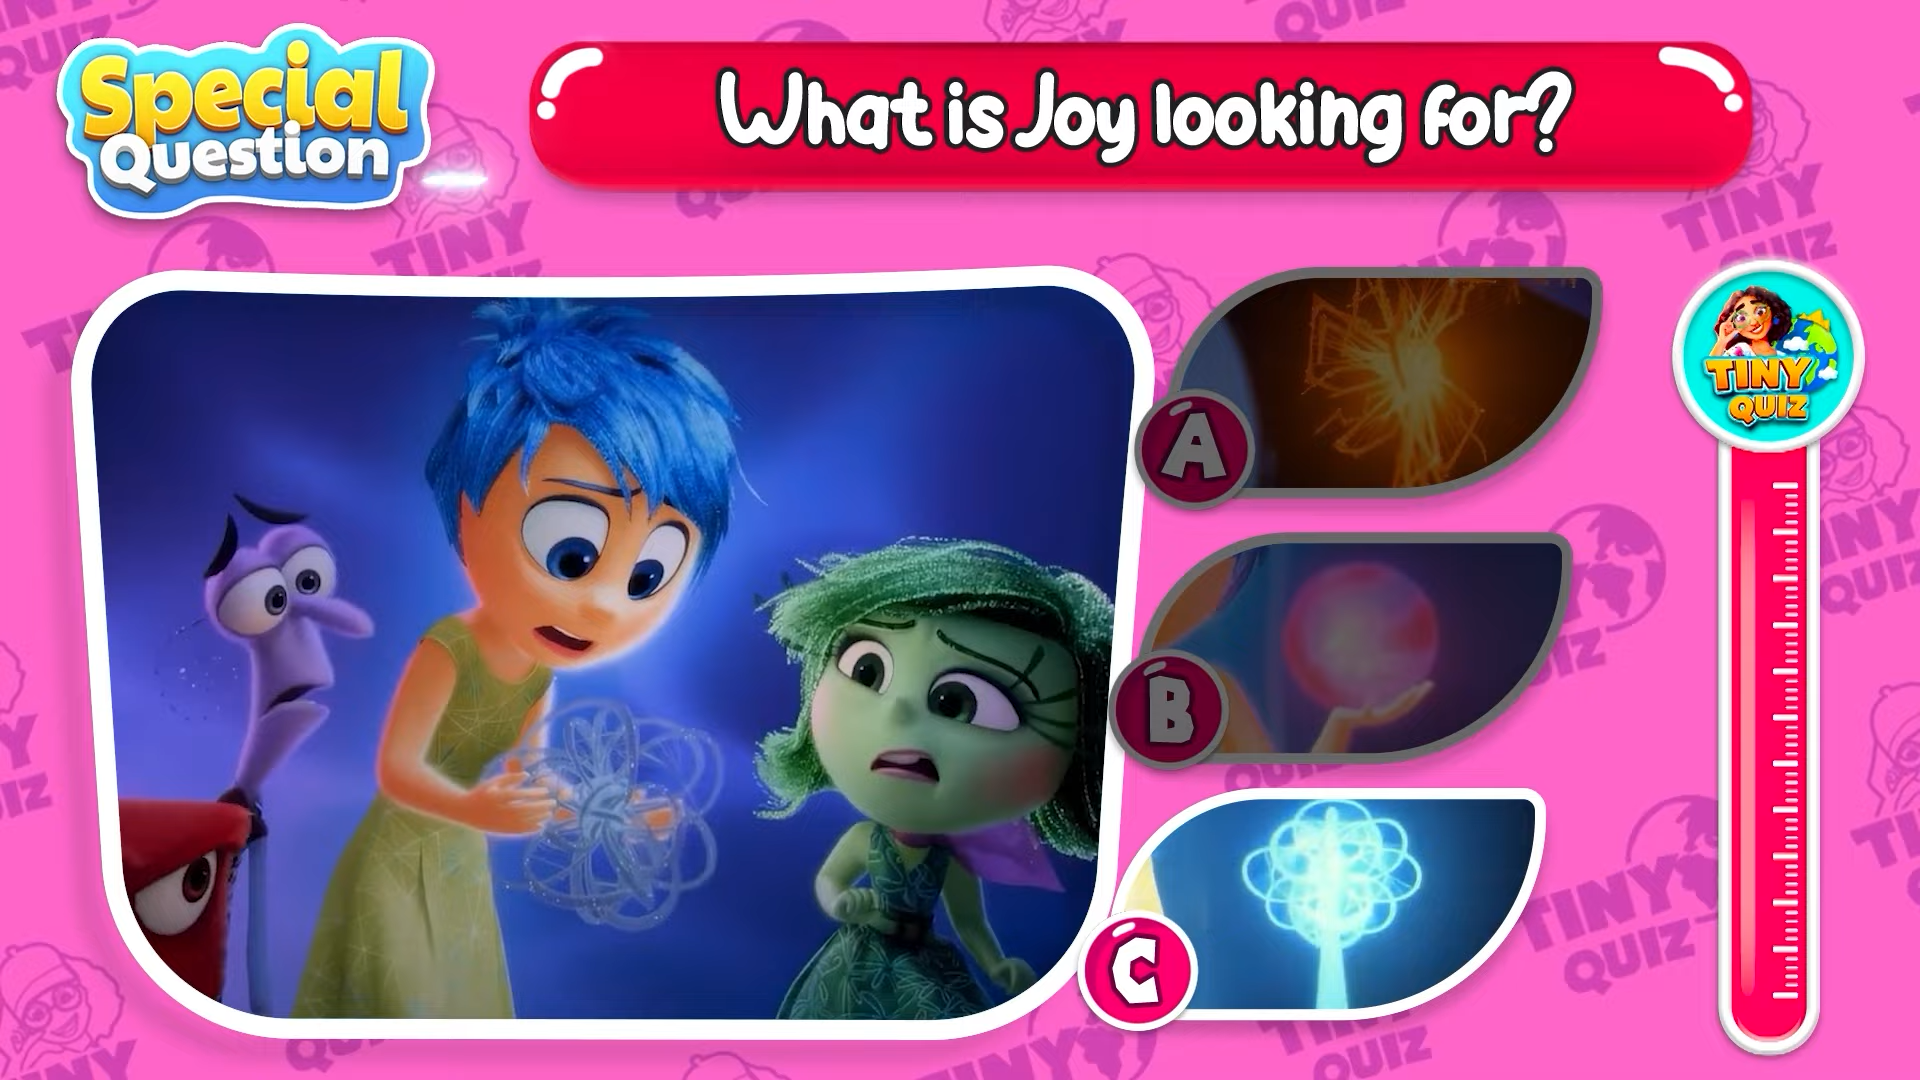 Special
Question
What is Joy looking for?
A
B
C
TINY
QUIZ